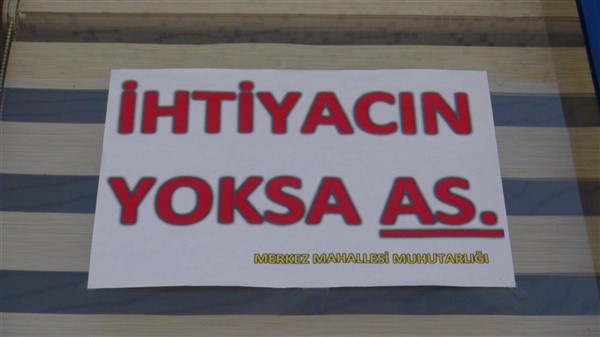 İHTİYACIN
YOKSA AS.
MERKEZ MAHALLESİ MUHUTARLIĞI